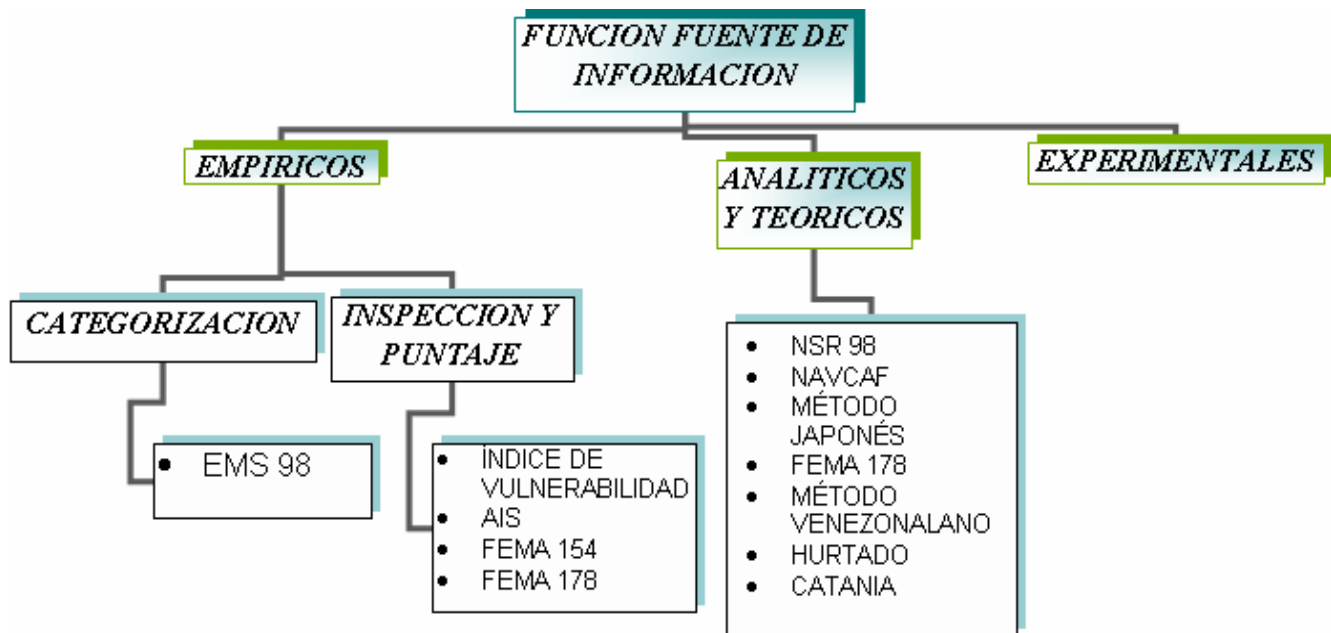 FUNCION FUENTE DE
INFORMACION
EMPIRICOS
ANALITICOS
Y TEORICOS
EXPERIMENTALES
CATEGORIZACION
INSPECCION Y
PUNTAJE
• EMS 98
• ÍNDICE DE
VULNERABILIDAD
• AIS
• FEMA 154
• FEMA 178
• NSR 98
• NAVCAF
• MÉTODO
JAPONÉS
• FEMA 178
• MÉTODO
VENEZONALANO
• HURTADO
• CATANIA